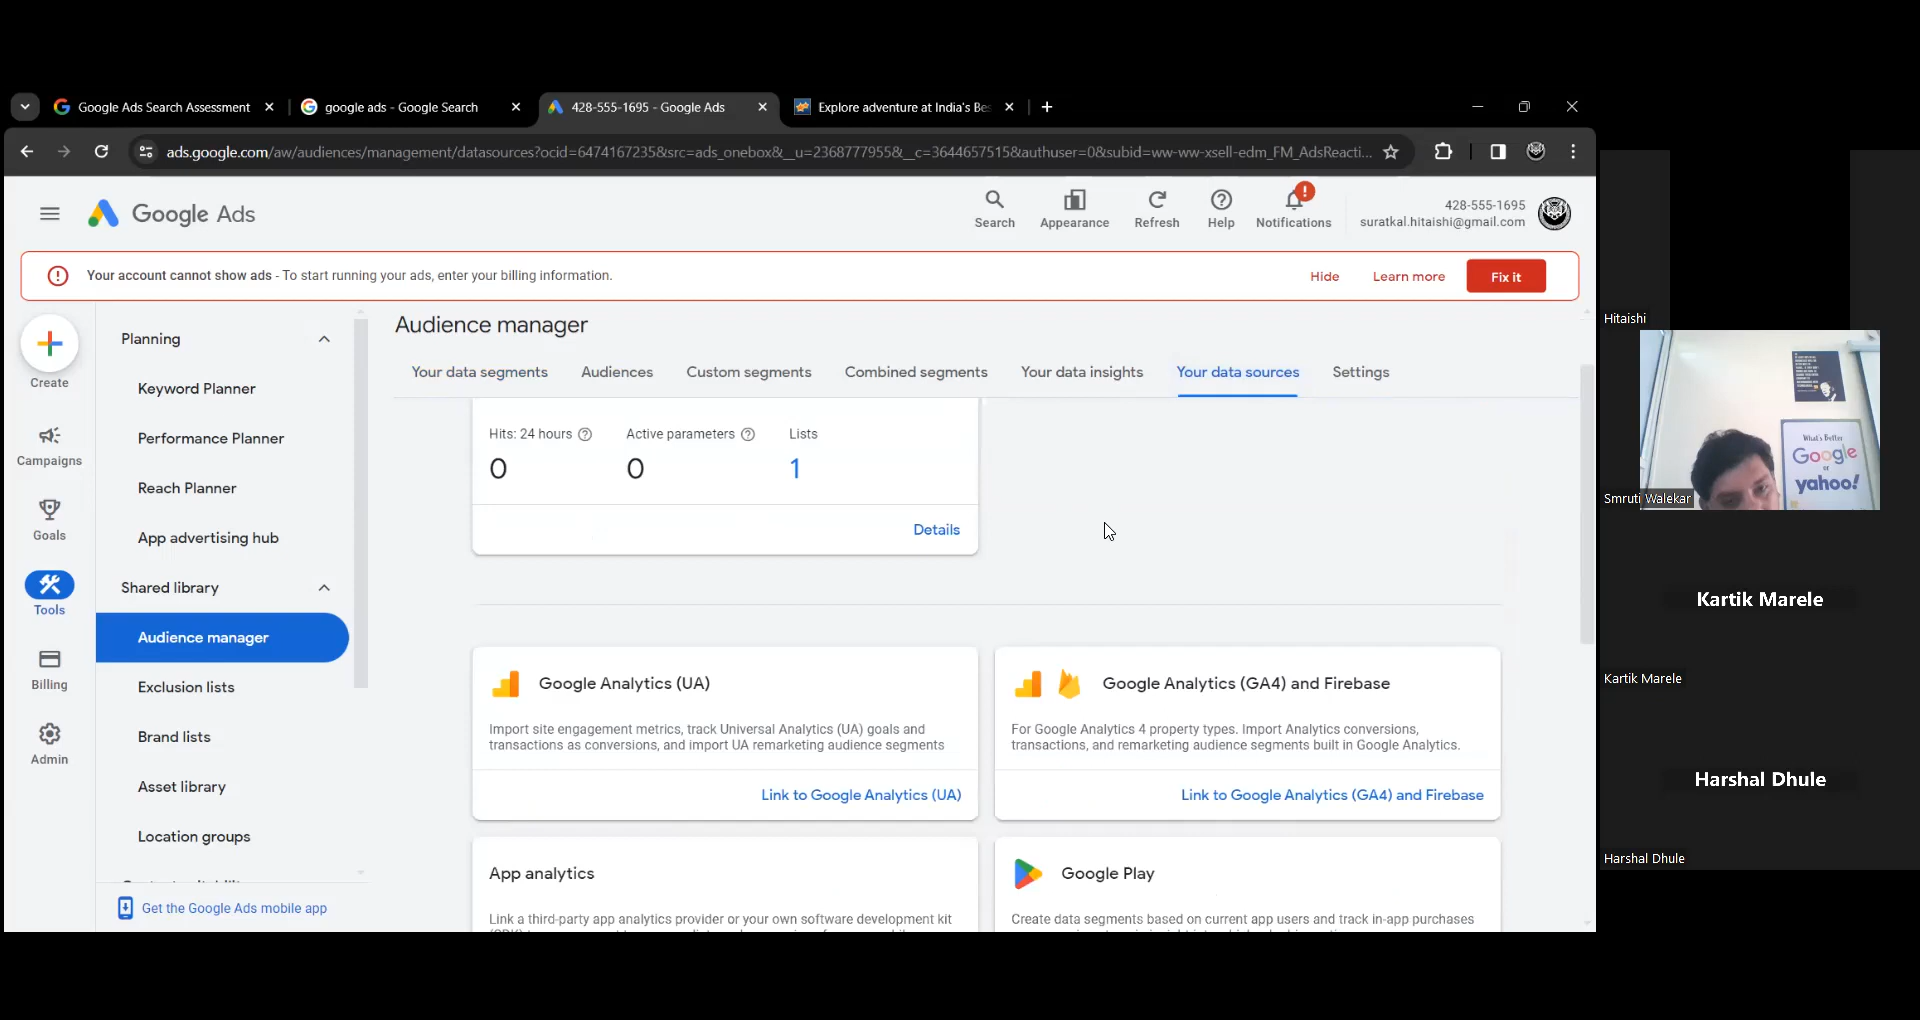 Google Ads Search Assessment
google ads - Google Search
428-555-1695 - Google Ads
Explore adventure at India's Bes
ads.google.com/aw/audiences/management/datasources?ocid=6474167235&src=ads_onebox&__u=2368777955&__c=3644657515&authuser=0&subid=ww-ww-xsell-edm_FM_AdsReacti...
Google Ads
Search
Appearance
Refresh
Help
Notifications
428-555-1695
suratkal.hitaishi@gmail.com
Your account cannot show ads - To start running your ads, enter your billing information.
Hide
Learn more
Fix it
Create
Campaigns
Goals
Tools
Billing
Admin
Planning
Keyword Planner
Performance Planner
Reach Planner
App advertising hub
Shared library
Audience manager
Exclusion lists
Brand lists
Asset library
Location groups
Get the Google Ads mobile app
Audience manager
Your data segments
Audiences
Custom segments
Combined segments
Your data insights
Your data sources
Settings
Hits: 24 hours
Active parameters
Lists
0
0
1
Details
Google Analytics (UA)
Import site engagement metrics, track Universal Analytics (UA) goals and
transactions as conversions, and import UA remarketing audience segments
Link to Google Analytics (UA)
Google Analytics (GA4) and Firebase
For Google Analytics 4 property types. Import Analytics conversions,
transactions, and remarketing audience segments built in Google Analytics.
Link to Google Analytics (GA4) and Firebase
App analytics
Link a third-party app analytics provider or your own software development kit
Google Play
Create data segments based on current app users and track in-app purchases
Hitaishi
What's Better
Google
or
yahoo!
Smruti Walekar
Kartik Marele
Kartik Marele
Harshal Dhule
Harshal Dhule